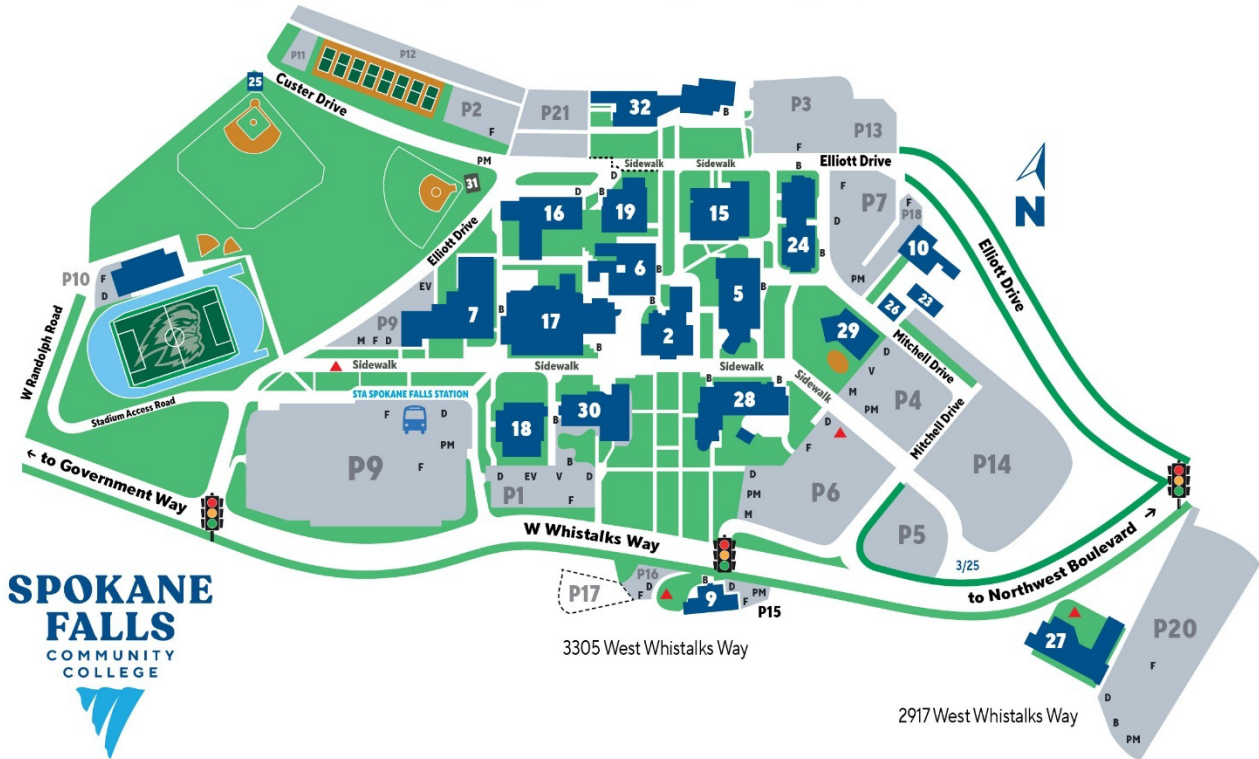 P12
P11
25
Custer Drive
P2
F
P21
32
B
P3
P13
F
PM
Sidewalk
Sidewalk
B
Elliott Drive
N
31
D
D
B
16
19
15
F
P7
D
F
P18
24
B
10
Elliott Drive
Elliott Drive
6
B
B
P10
F
D
EV
7
B
17
B
2
5
B
PM
26
23
W Randolph Road
P9
M F D
B
29
Mitchell Drive
Sidewalk
Sidewalk
Sidewalk
D
V
M
PM
P4
Stadium Access Road
STA SPOKANE FALLS STATION
F
D
PM
F
P9
18
B
30
B
B
28
B
Sidewalk
Mitchell Drive
D
F
P14
← to Government Way
D EV V D
P1
F
B
D
PM
M
P6
P5
W Whistalks Way
3/25
to Northwest Boulevard →
P17
P16
F
B
9
D
F
PM
P15
3305 West Whistalks Way
27
P20
F
D
B
PM
2917 West Whistalks Way
SPOKANE
FALLS
COMMUNITY
COLLEGE